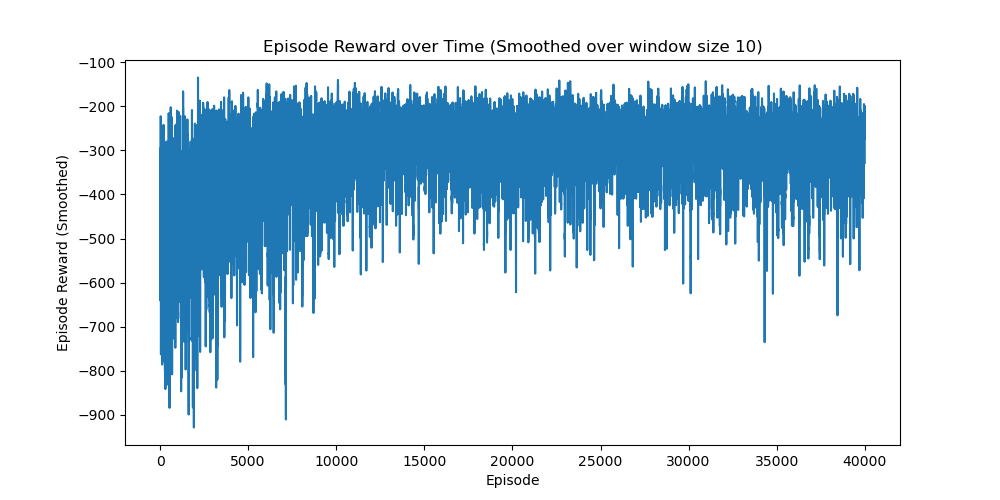 Episode Reward over Time (Smoothed over window size 10)
Episode Reward (Smoothed)
−100
−200
−300
−400
−500
−600
−700
−800
−900
0 5000 10000 15000 20000 25000 30000 35000 40000
Episode